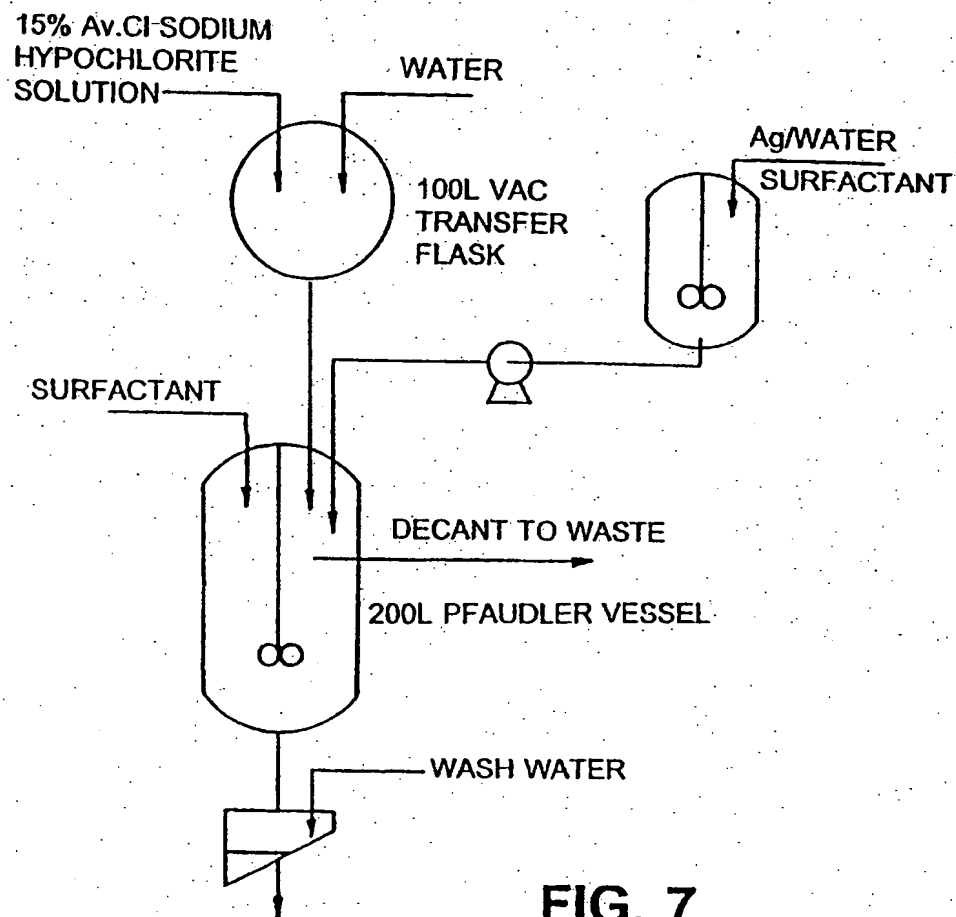 15% Av.Cl-SODIUM
HYPOCHLORITE
SOLUTION
WATER
Ag/WATER
SURFACTANT
100L VAC
TRANSFER
FLASK
SURFACTANT
DECANT TO WASTE
200L PFAUDLER VESSEL
WASH WATER
FIG. 7